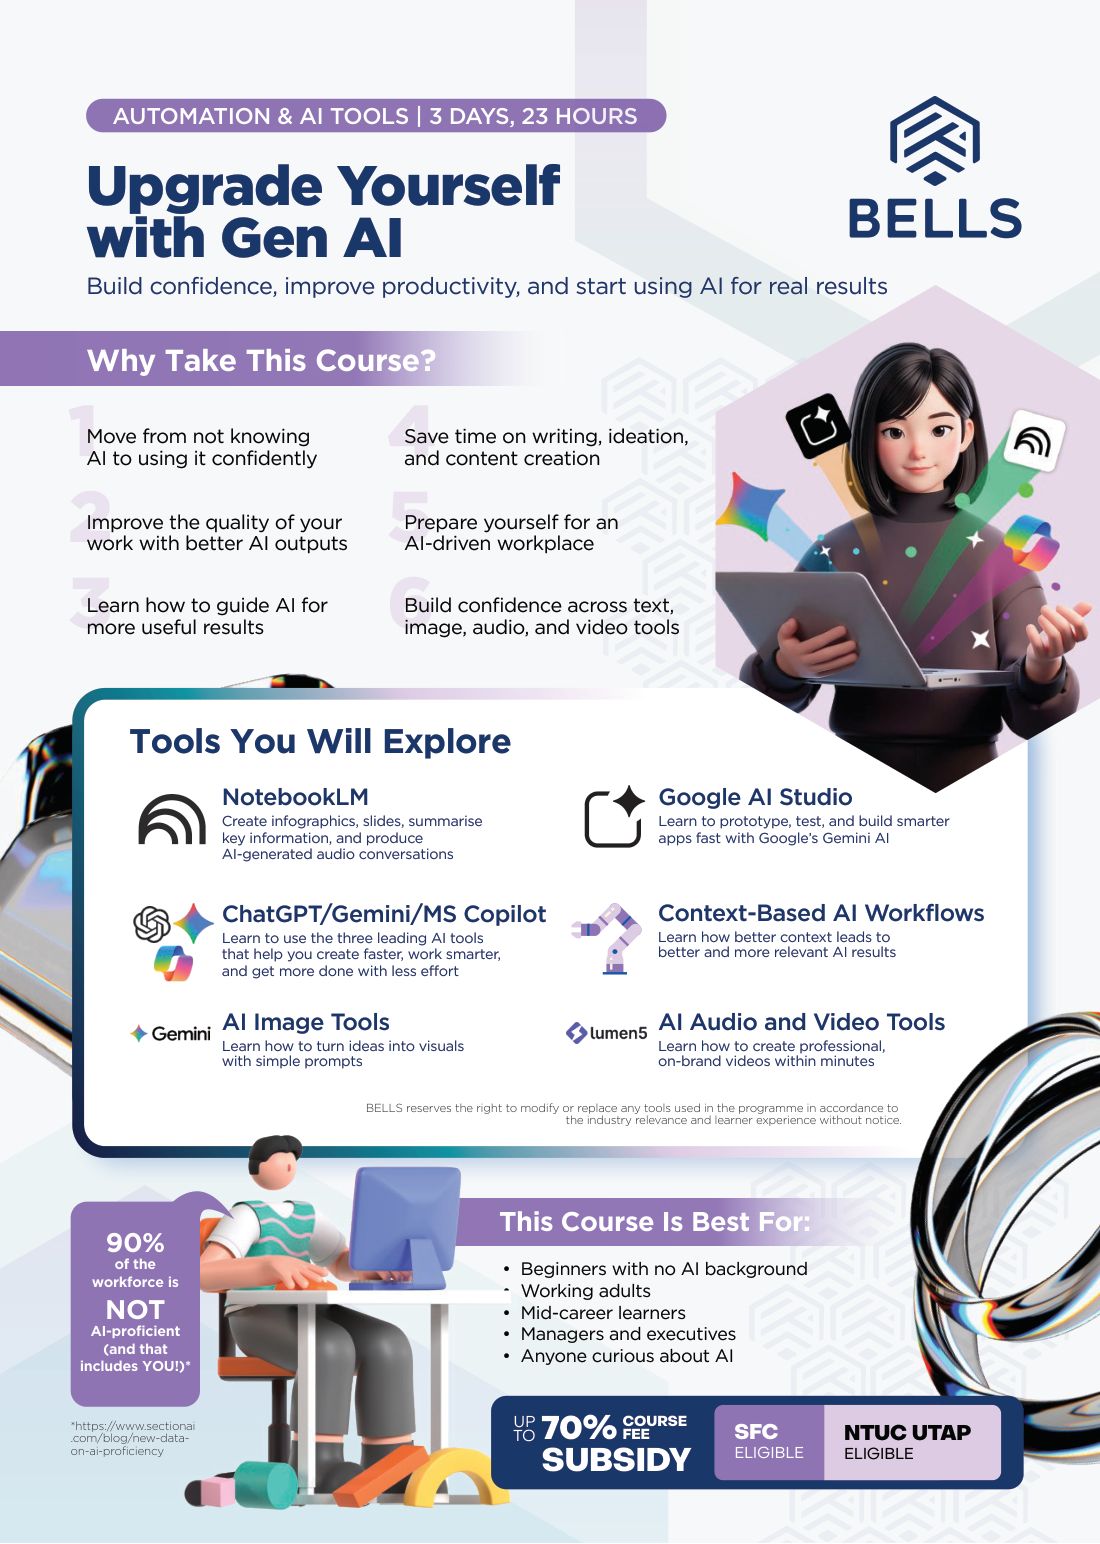 AUTOMATION & AI TOOLS | 3 DAYS, 23 HOURS
BELLS
Upgrade Yourself
with Gen AI
Build confidence, improve productivity, and start using AI for real results
Why Take This Course?
1
Move from not knowing
AI to using it confidently
2
Improve the quality of your
work with better AI outputs
3
Learn how to guide AI for
more useful results
4
Save time on writing, ideation,
and content creation
5
Prepare yourself for an
AI-driven workplace
6
Build confidence across text,
image, audio, and video tools
Tools You Will Explore
NotebookLM
Create infographics, slides, summarise
key information, and produce
AI-generated audio conversations
Google AI Studio
Learn to prototype, test, and build smarter
apps fast with Google's Gemini AI
ChatGPT/Gemini/MS Copilot
Learn to use the three leading AI tools
that help you create faster, work smarter,
and get more done with less effort
Context-Based AI Workflows
Learn how better context leads to
better and more relevant AI results
Gemini
AI Image Tools
Learn how to turn ideas into visuals
with simple prompts
lumen5
AI Audio and Video Tools
Learn how to create professional,
on-brand videos within minutes
BELLS reserves the right to modify or replace any tools used in the programme in accordance to
the industry relevance and learner experience without notice.
90%
of the
workforce is
NOT
AI-proficient
(and that
includes YOU!)*
*https://www.sectionai
.com/blog/new-data-
on-ai-proficiency
This Course Is Best For:
• Beginners with no AI background
• Working adults
• Mid-career learners
• Managers and executives
• Anyone curious about AI
UP TO 70% COURSE FEE
SUBSIDY
SFC
ELIGIBLE
NTUC UTAP
ELIGIBLE